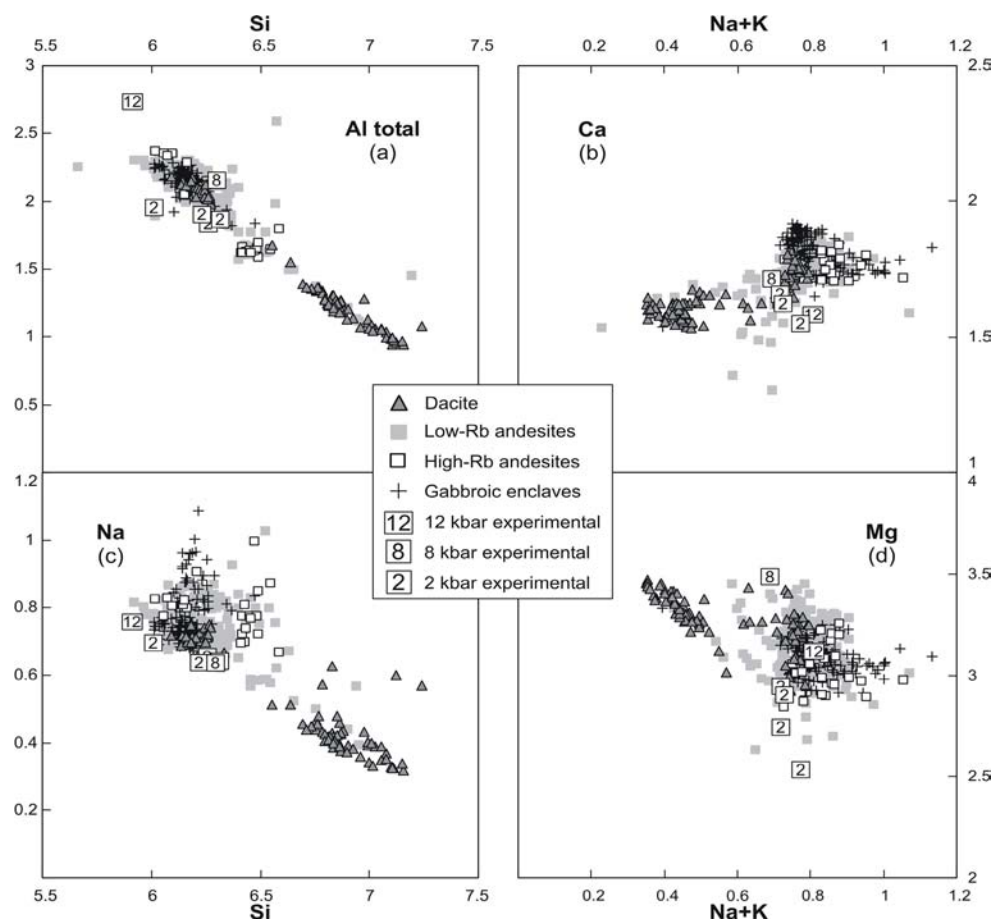 Si
Na+K
5.5 6 6.5 7 7.5
0.2 0.4 0.6 0.8 1 1.2
3
2.5
2
1.5
1
0.5
Al total
(a)
12
8
2
2
2
2
Ca
(b)
2.5
2
1.5
1
8
2
2
12
2
Dacite
Low-Rb andesites
High-Rb andesites
Gabbroic enclaves
12 12 kbar experimental
8 8 kbar experimental
2 2 kbar experimental
1.2
1
0.8
0.6
0.4
0.2
Na
(c)
12
2
2
8
Mg
(d)
4
3.5
3
2.5
2
8
12
2
2
2
2
5.5 6 6.5 7 7.5
0.2 0.4 0.6 0.8 1 1.2
Si
Na+K